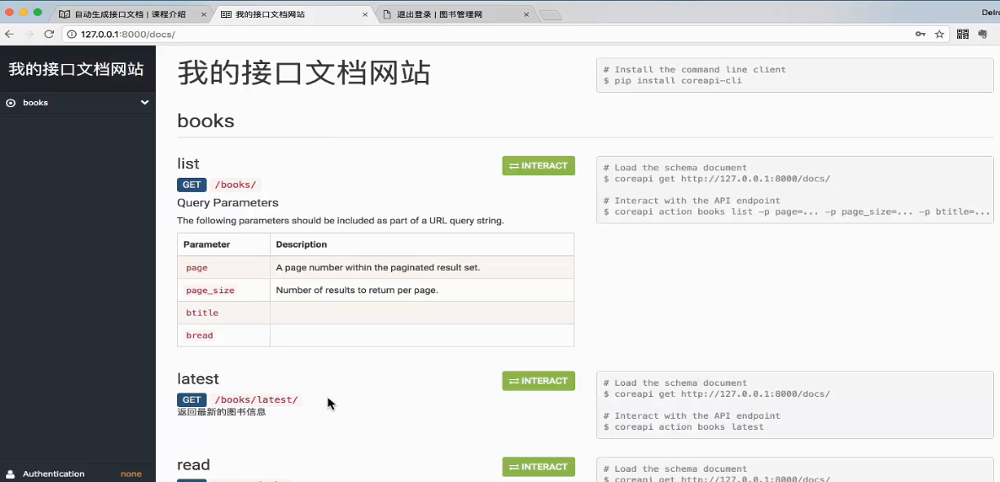 自动生成接口文档 | 课程介绍
我的接口文档网站
退出登录 | 图书管理网
127.0.0.1:8000/docs/
我的接口文档网站
books
Authentication none
我的接口文档网站
# Install the command line client
$ pip install coreapi-cli
books
list
INTERACT
GET /books/
Query Parameters
The following parameters should be included as part of a URL query string.
Parameter Description
page A page number within the paginated result set.
page_size Number of results to return per page.
btitle
bread
# Load the schema document
$ coreapi get http://127.0.0.1:8000/docs/
# Interact with the API endpoint
$ coreapi action books list -p page=... -p page_size=... -p btitle=...
latest
INTERACT
GET /books/latest/
返回最新的图书信息
# Load the schema document
$ coreapi get http://127.0.0.1:8000/docs/
# Interact with the API endpoint
$ coreapi action books latest
read
INTERACT
# Load the schema document
$ coreapi get http://127.0.0.1:8000/docs/